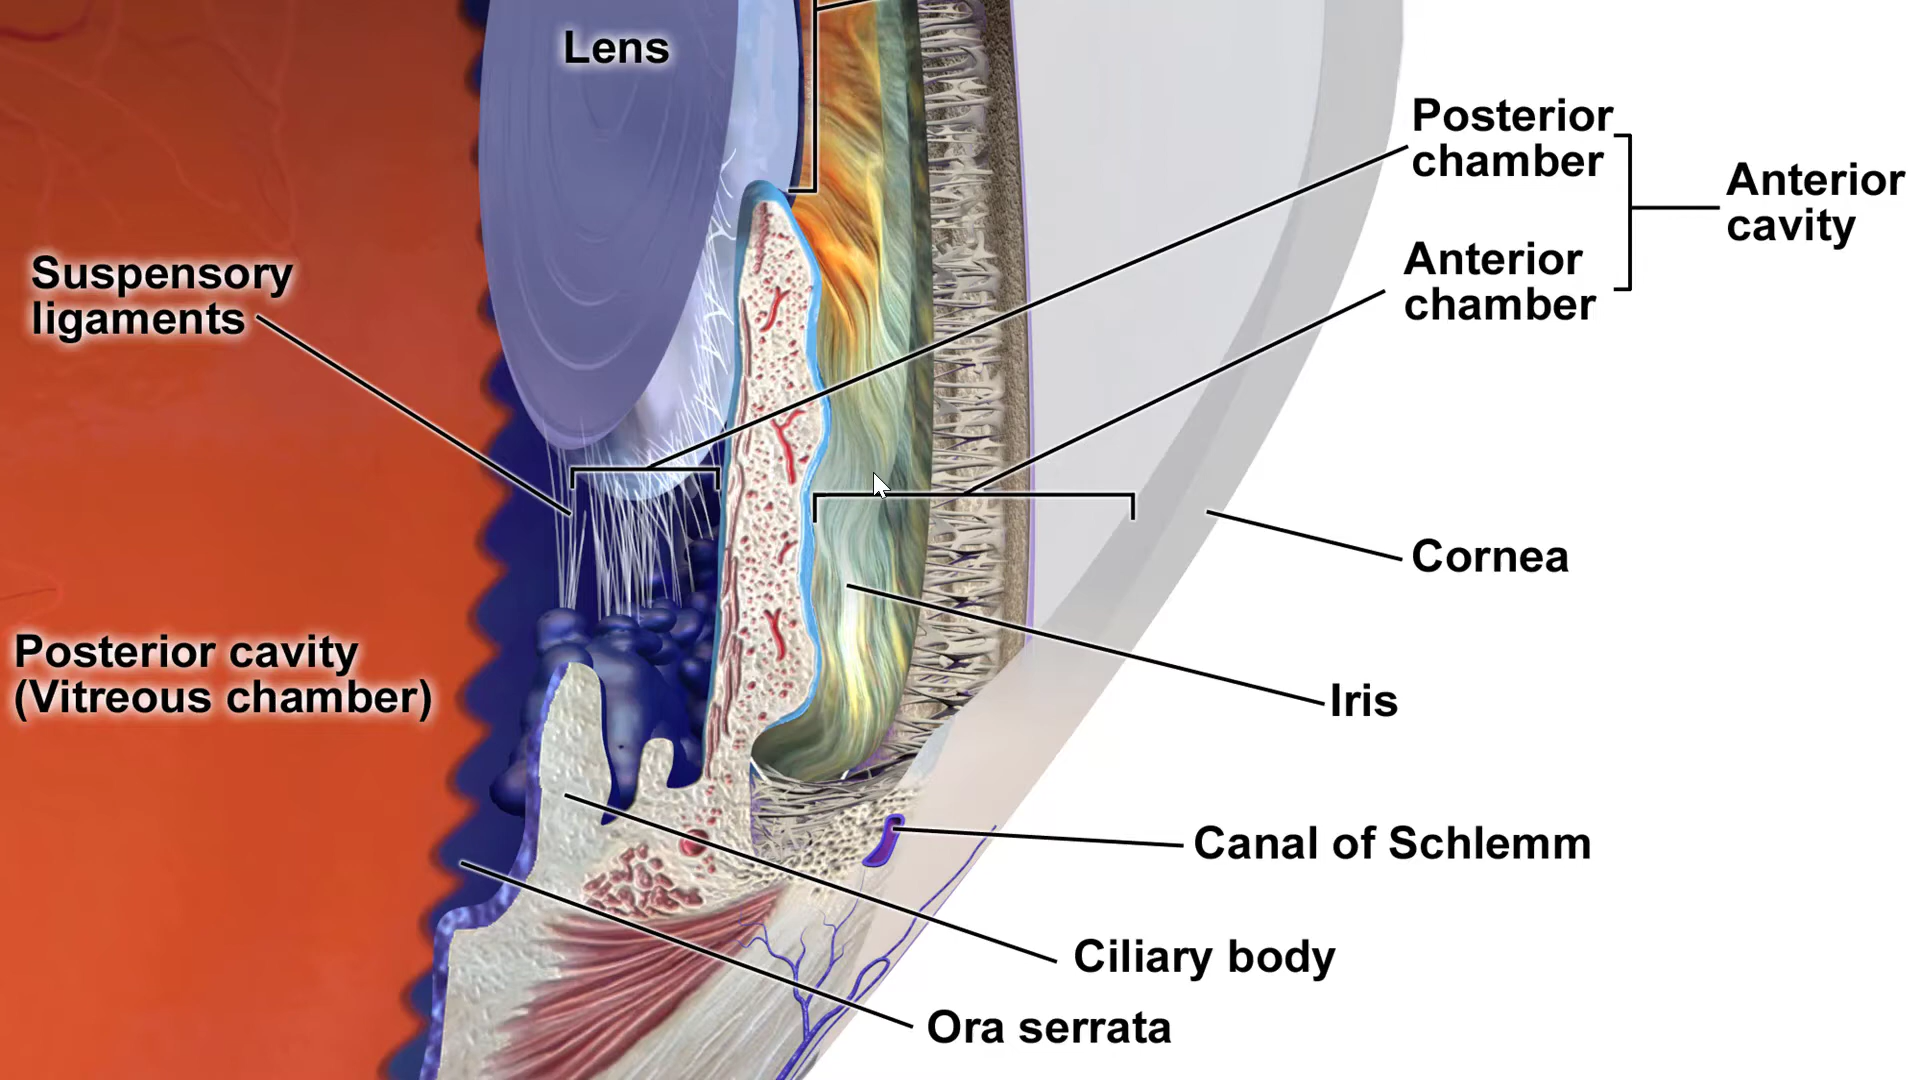 Lens
Posterior
chamber
Anterior
cavity
Anterior
chamber
Suspensory
ligaments
Cornea
Posterior cavity
(Vitreous chamber)
Iris
Canal of Schlemm
Ciliary body
Ora serrata